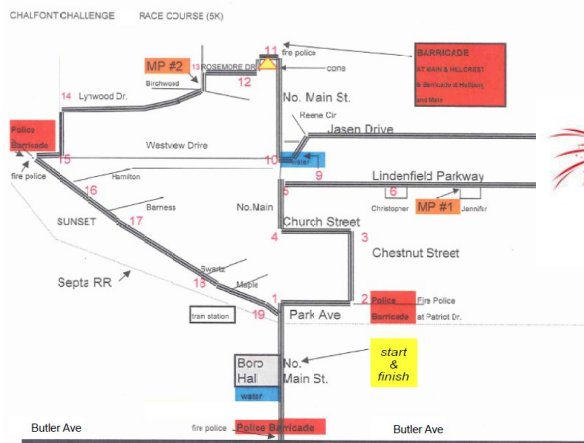 CHALFONT CHALLENGE RACE COURSE (5K)
11
fire police
BARRICADE
AT MAIN & HILLCREST
& Barricade @ Hellberg
and Main
MP #2
13 ROSEMORE DR
cons
12
Birchwood
14
Lynwood Dr.
No. Main St.
Reene Cir
Police
Barricade
Jasen Drive
Westview Drive
15
10
water
9
fire police
Hamilton
Lindenfield Parkway
16
5
6
Christopher
MP #1
Jennifer
Barness
No.Main
SUNSET
17
Church Street
4
3
Chestnut Street
Septa RR
Swartz
18
Maple
1
2
Police
Barricade
Fire Police
at Patriot Dr.
train station
19
Park Ave
start
&
finish
Boro
Hall
No.
Main St.
water
fire police
Police Barricade
Butler Ave
Butler Ave